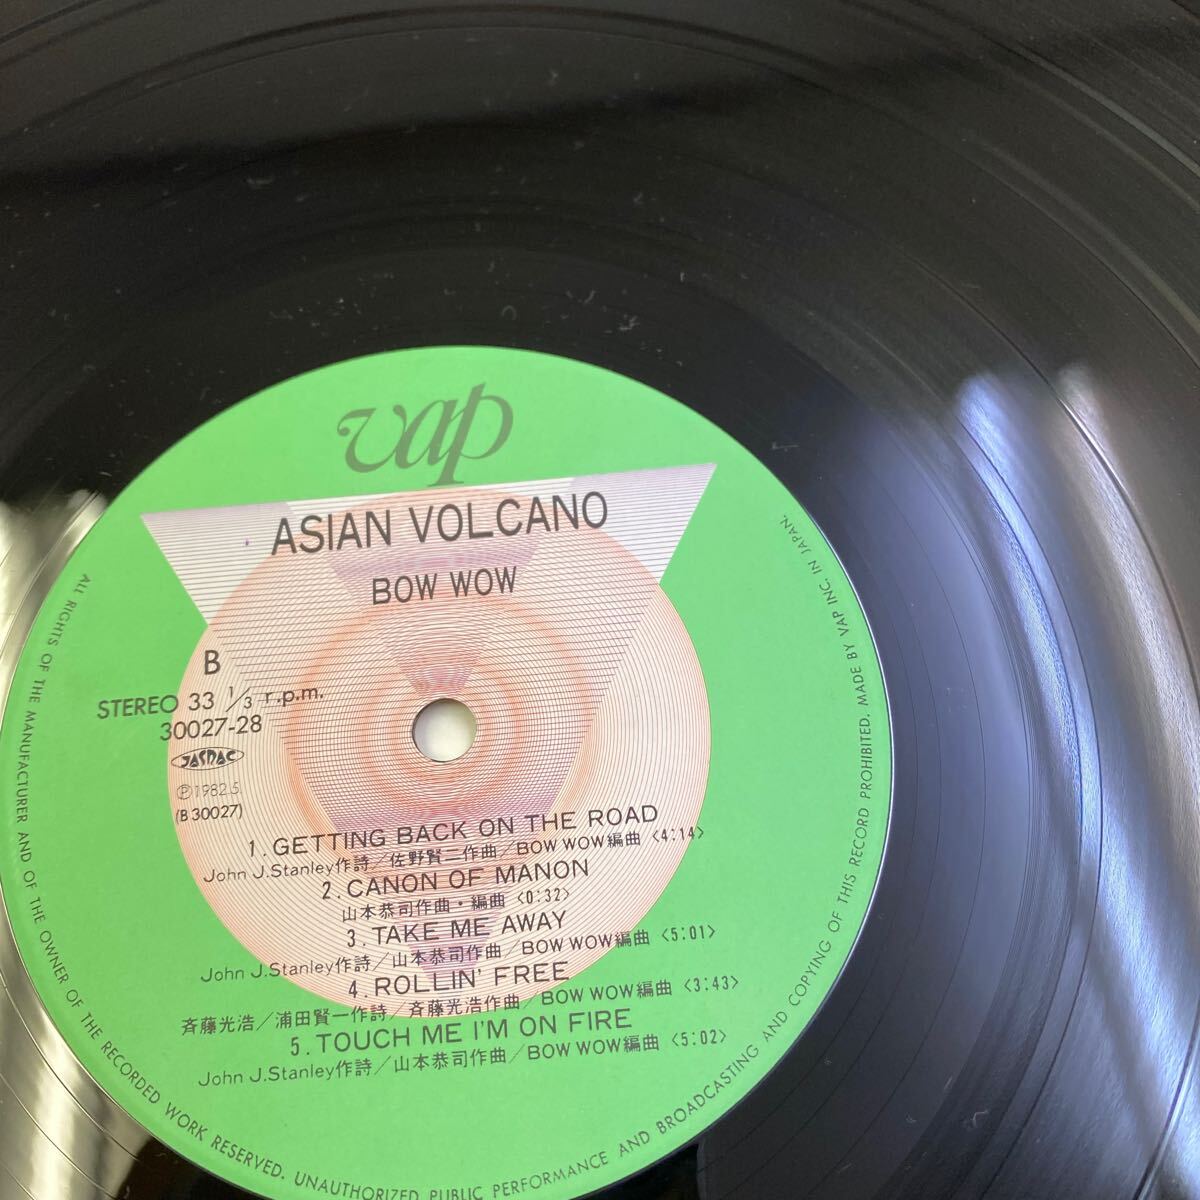 vap
ASIAN VOLCANO
BOW WOW
B
STEREO 33 1/3 r.p.m.
30027-28
JASRAC
Ⓟ1982.5.
(B 30027)
1. GETTING BACK ON THE ROAD
John J.Stanley作詩/佐野賢二作曲/BOW WOW編曲 <4:14>
2. CANON OF MANON
山本恭司作曲・編曲 <0:32>
3. TAKE ME AWAY
John J.Stanley作詩/山本恭司作曲/BOW WOW編曲 <5:01>
4. ROLLIN' FREE
斉藤光浩/浦田賢一作詩/斉藤光浩作曲/BOW WOW編曲 <3:43>
5. TOUCH ME I'M ON FIRE
John J.Stanley作詩/山本恭司作曲/BOW WOW編曲 <5:02>
ALL RIGHTS OF THE MANUFACTURER AND OF THE OWNER OF THE RECORDED WORK RESERVED. UNAUTHORIZED PUBLIC PERFORMANCE AND BROADCASTING AND COPYING OF THIS RECORD PROHIBITED. MADE BY VAP INC. IN JAPAN.